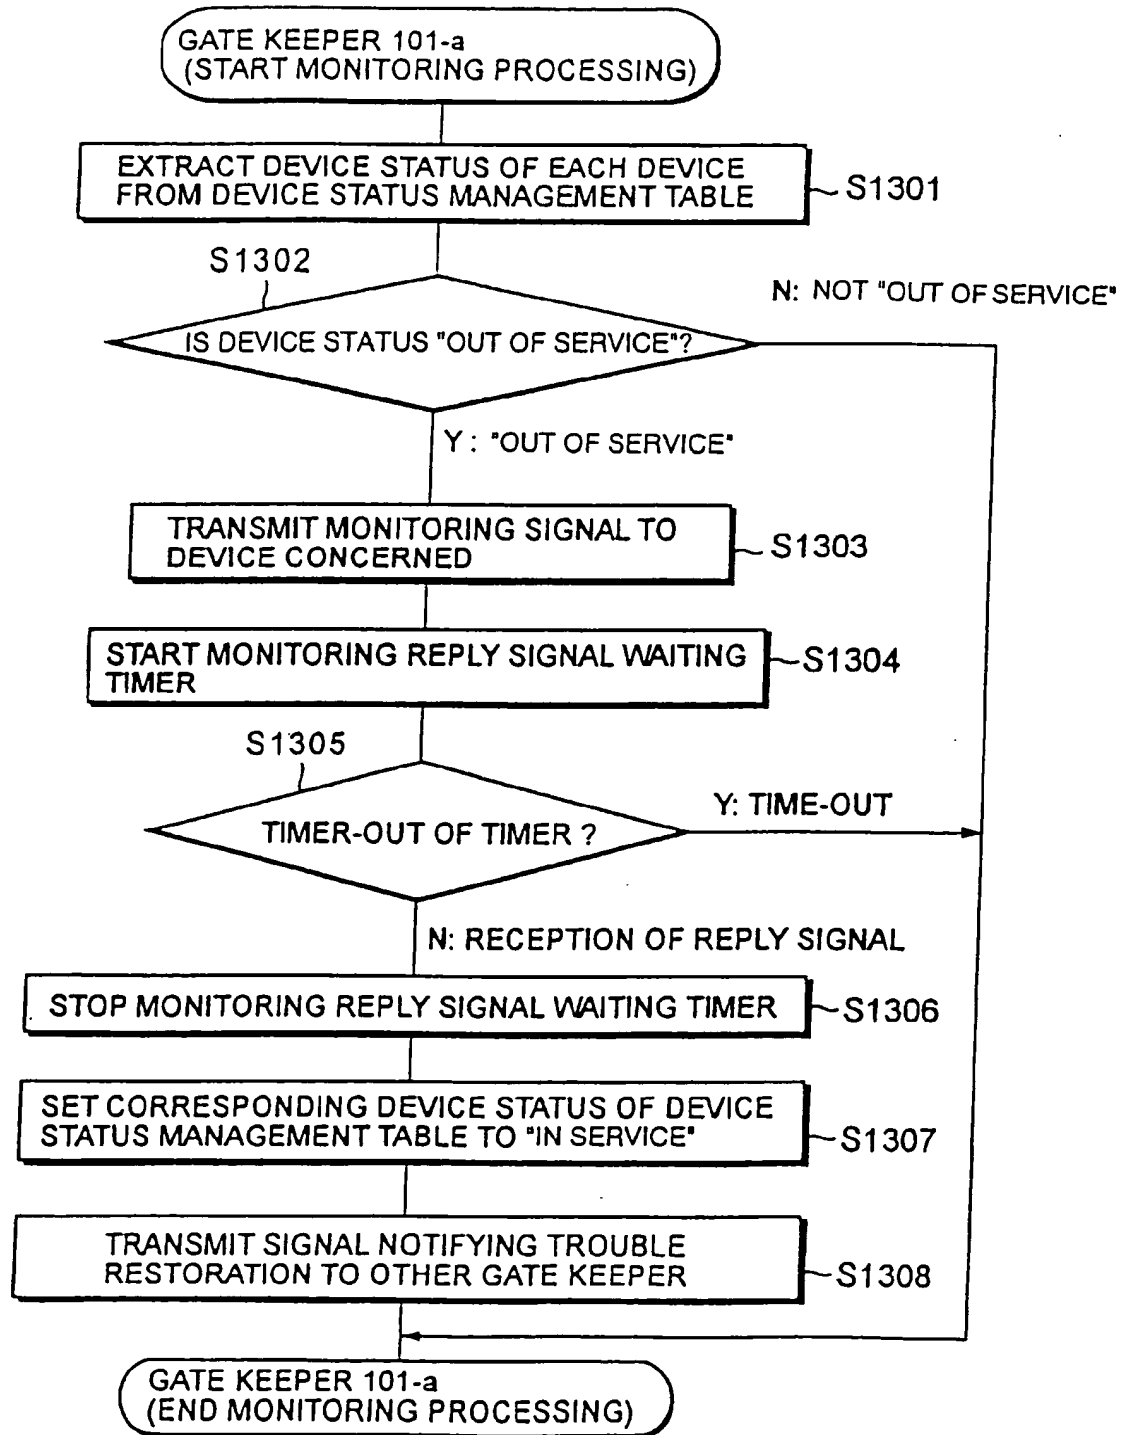 GATE KEEPER 101-a
(START MONITORING PROCESSING)
EXTRACT DEVICE STATUS OF EACH DEVICE
FROM DEVICE STATUS MANAGEMENT TABLE
S1301
S1302
N: NOT "OUT OF SERVICE"
IS DEVICE STATUS "OUT OF SERVICE"?
Y: "OUT OF SERVICE"
TRANSMIT MONITORING SIGNAL TO
DEVICE CONCERNED
S1303
START MONITORING REPLY SIGNAL WAITING
TIMER
S1304
S1305
Y: TIME-OUT
TIMER-OUT OF TIMER ?
N: RECEPTION OF REPLY SIGNAL
STOP MONITORING REPLY SIGNAL WAITING TIMER
S1306
SET CORRESPONDING DEVICE STATUS OF DEVICE
STATUS MANAGEMENT TABLE TO "IN SERVICE"
S1307
TRANSMIT SIGNAL NOTIFYING TROUBLE
RESTORATION TO OTHER GATE KEEPER
S1308
GATE KEEPER 101-a
(END MONITORING PROCESSING)